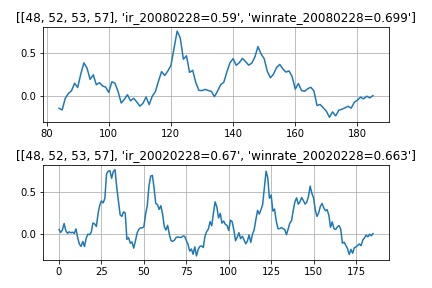 [[48, 52, 53, 57], 'ir_20080228=0.59', 'winrate_20080228=0.699']
0.5
0.0
80 100 120 140 160 180
[[48, 52, 53, 57], 'ir_20020228=0.67', 'winrate_20020228=0.663']
0.5
0.0
0 25 50 75 100 125 150 175